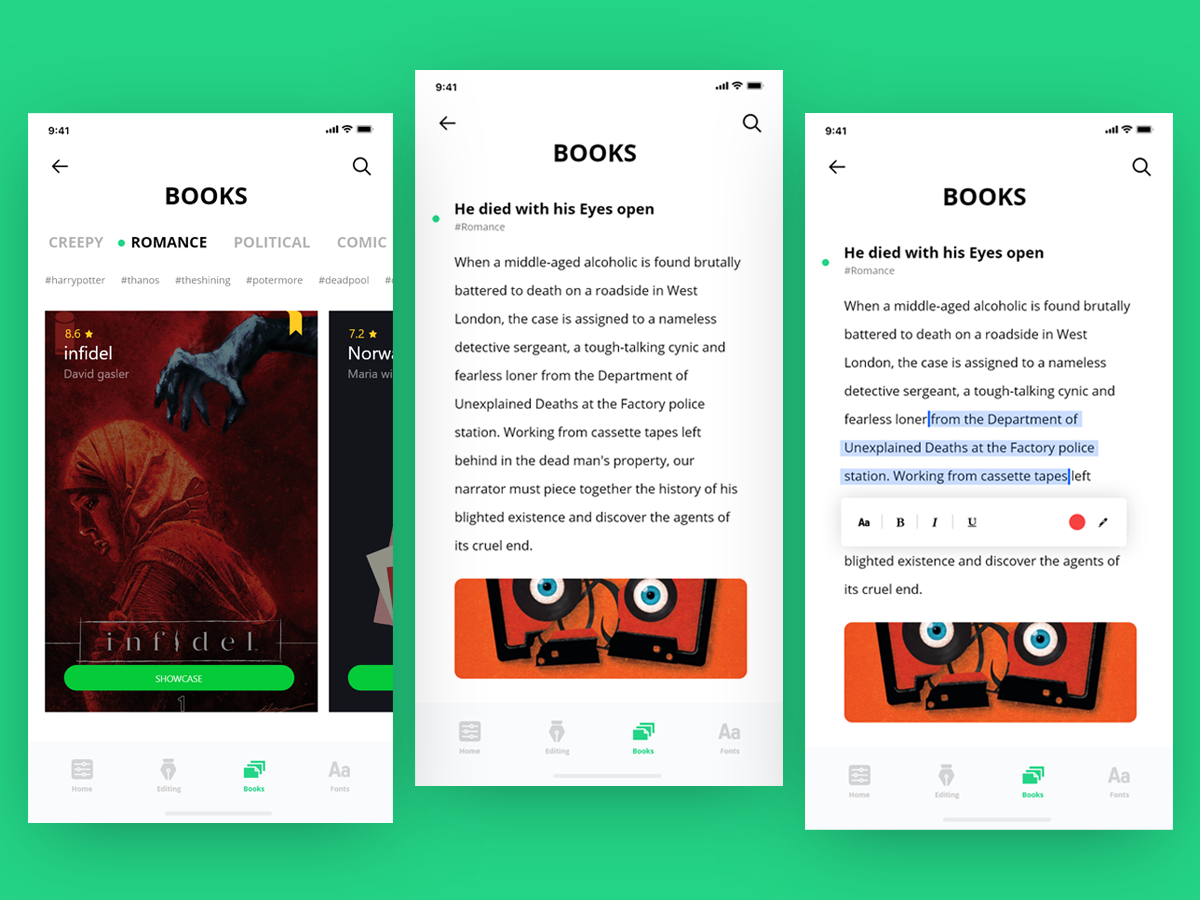 9:41
BOOKS
CREEPY ROMANCE POLITICAL COMIC
#harrypotter #thanos #theshining #potermore #deadpool
8.6
infidel
David gasler
infidel
SHOWCASE
1
7.2
Norwa
Maria wi
Home Editing Books Aa Fonts
9:41
BOOKS
He died with his Eyes open
#Romance
When a middle-aged alcoholic is found brutally
battered to death on a roadside in West
London, the case is assigned to a nameless
detective sergeant, a tough-talking cynic and
fearless loner from the Department of
Unexplained Deaths at the Factory police
station. Working from cassette tapes left
behind in the dead man's property, our
narrator must piece together the history of his
blighted existence and discover the agents of
its cruel end.
Home Editing Books Aa Fonts
9:41
BOOKS
He died with his Eyes open
#Romance
When a middle-aged alcoholic is found brutally
battered to death on a roadside in West
London, the case is assigned to a nameless
detective sergeant, a tough-talking cynic and
fearless loner from the Department of
Unexplained Deaths at the Factory police
station. Working from cassette tapes left
Aa B I U
blighted existence and discover the agents of
its cruel end.
Home Editing Books Aa Fonts